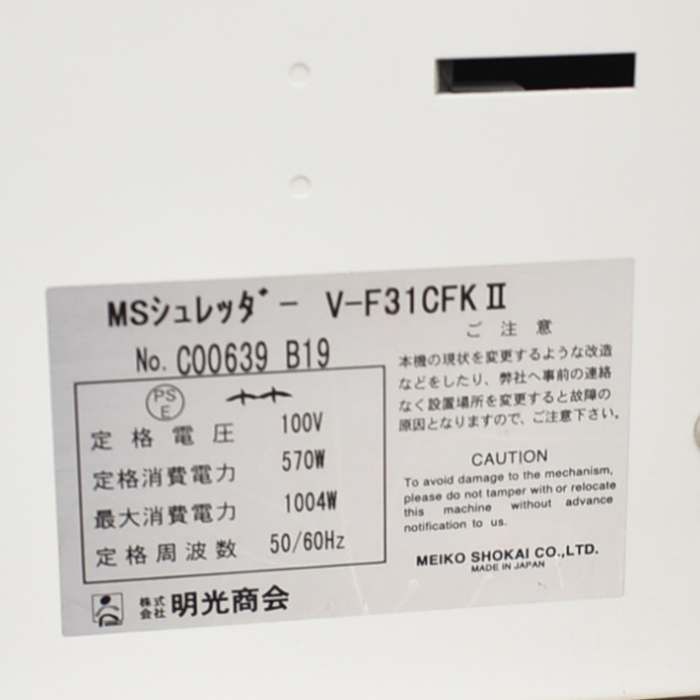 MSシュレッダー V-F31CFKⅡ
No. C00639 B19
PS
E
定格電圧 100V
定格消費電力 570W
最大消費電力 1004W
定格周波数 50/60Hz
株式
会社 明光商会
ご注意
本機の現状を変更するような改造
などをしたり、弊社へ事前の連絡
なく設置場所を変更すると故障の
原因となりますので、ご注意下さい。
CAUTION
To avoid damage to the mechanism,
please do not tamper with or relocate
this machine without advance
notification to us.
MEIKO SHOKAI CO.,LTD.
MADE IN JAPAN